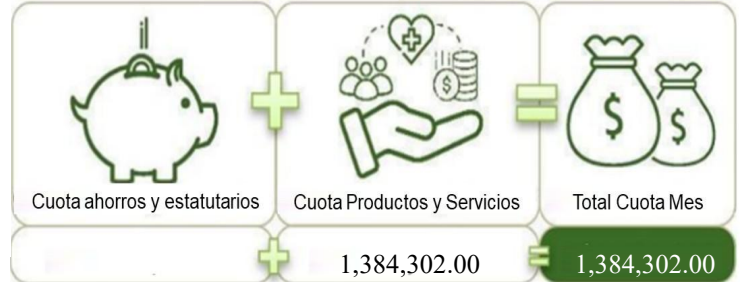 $
$ $
Cuota ahorros y estatutarios Cuota Productos y Servicios Total Cuota Mes
+ 1,384,302.00 = 1,384,302.00